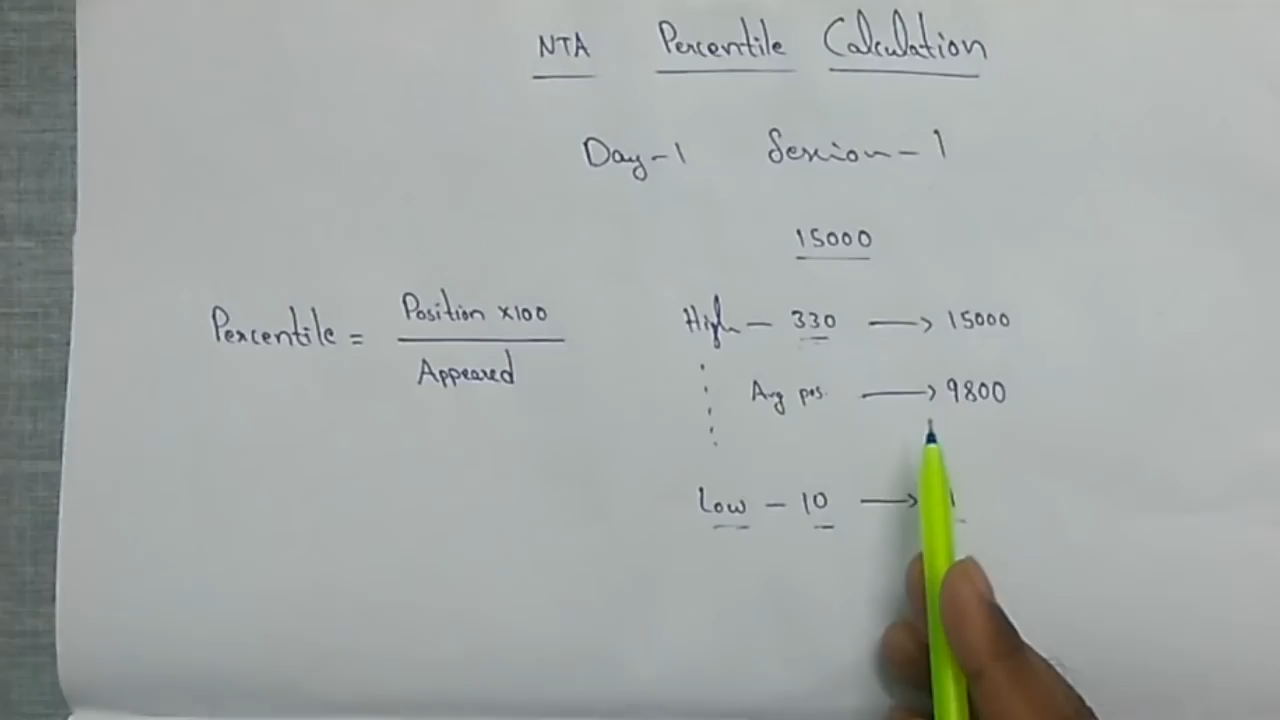 NTA Percentile Calculation
Day-1 Session-1
15000
Percentile = Position x100
Appeared
High - 330 → 15000
Avg pos. → 9800
Low - 10 → 1